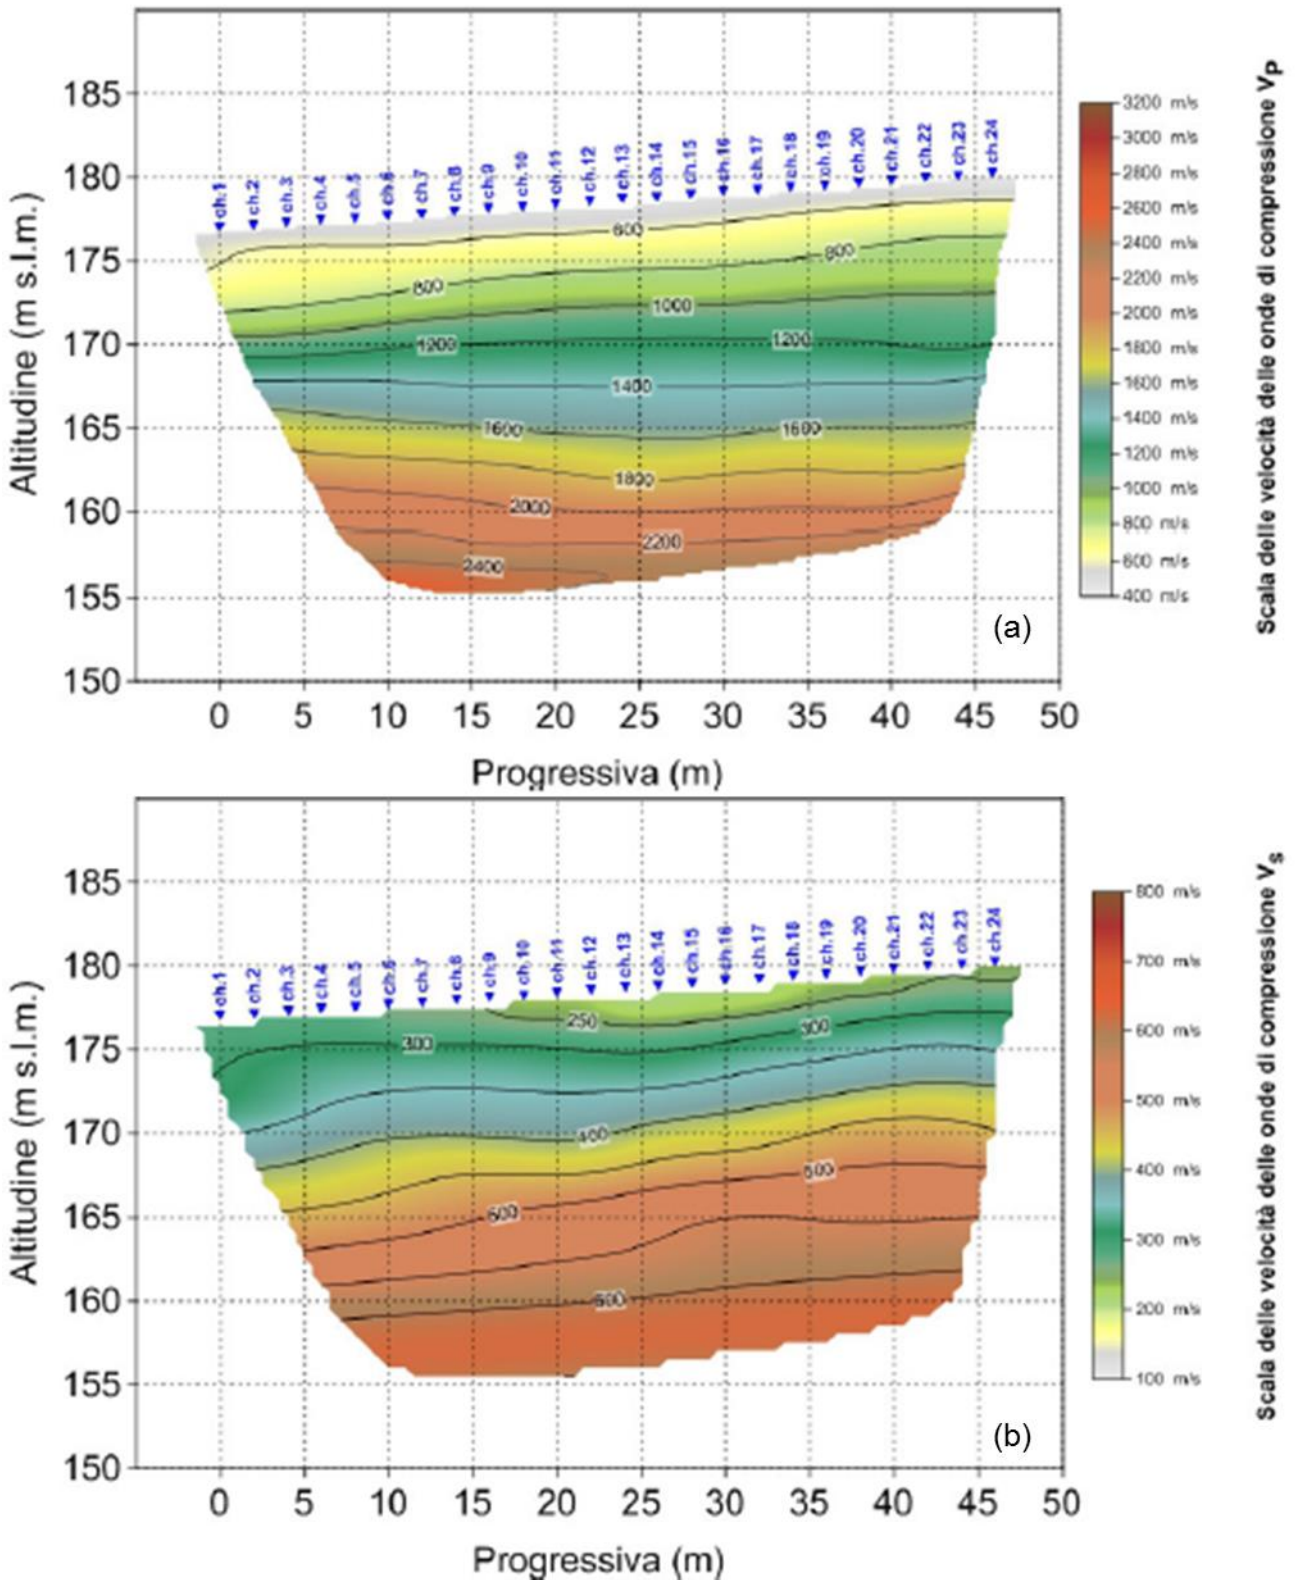 185
180
175
170
165
160
155
150
Altitudine (m s.l.m.)
ch.1 ch.2 ch.3 ch.4 ch.5 ch.6 ch.7 ch.8 ch.9 ch.10 ch.11 ch.12 ch.13 ch.14 ch.15 ch.16 ch.17 ch.18 ch.19 ch.20 ch.21 ch.22 ch.23 ch.24
600
800
800
1000
1200
1200
1400
1600
1600
1800
2000
2200
2400
(a)
0 5 10 15 20 25 30 35 40 45 50
Progressiva (m)
3200 m/s
3000 m/s
2800 m/s
2600 m/s
2400 m/s
2200 m/s
2000 m/s
1800 m/s
1600 m/s
1400 m/s
1200 m/s
1000 m/s
800 m/s
600 m/s
400 m/s
Scala delle velocità delle onde di compressione VP
185
180
175
170
165
160
155
150
Altitudine (m s.l.m.)
ch.1 ch.2 ch.3 ch.4 ch.5 ch.6 ch.7 ch.8 ch.9 ch.10 ch.11 ch.12 ch.13 ch.14 ch.15 ch.16 ch.17 ch.18 ch.19 ch.20 ch.21 ch.22 ch.23 ch.24
250
300
300
400
500
500
600
(b)
0 5 10 15 20 25 30 35 40 45 50
Progressiva (m)
800 m/s
700 m/s
600 m/s
500 m/s
400 m/s
300 m/s
200 m/s
100 m/s
Scala delle velocità delle onde di compressione VS